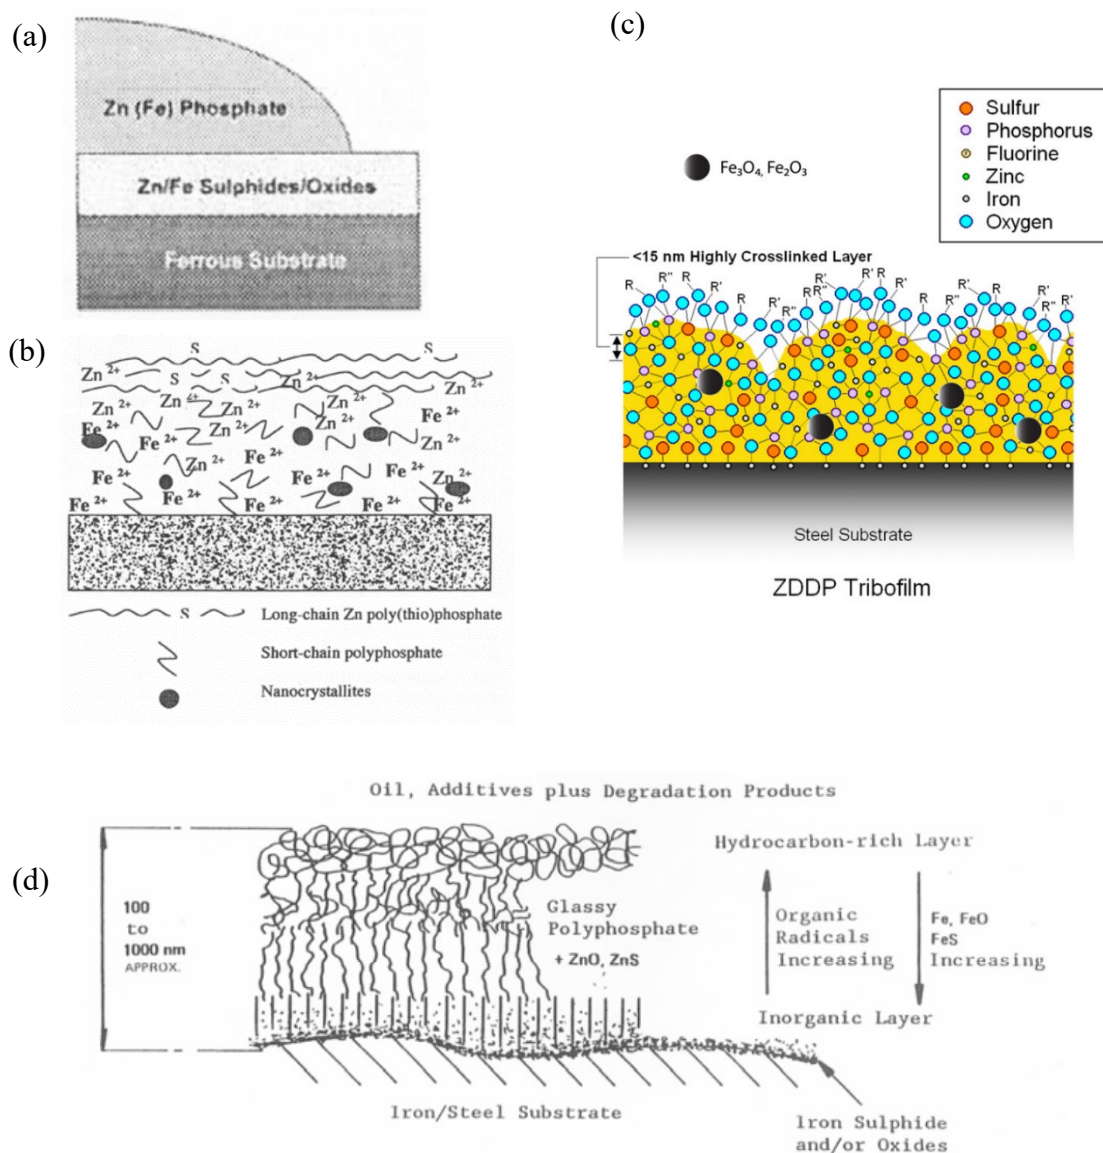 (a)
Zn (Fe) Phosphate
Zn/Fe Sulphides/Oxides
Ferrous Substrate
(b)
S
S
Zn 2+
S
S
Zn 2+
Zn 2+
Zn 2+
Zn 2+
Zn 2+
Zn 2+
Fe 2+
Fe 2+
Fe 2+
Zn 2+
Zn 2+
Fe 2+
Zn 2+
Fe 2+
Fe 2+
Fe 2+
Zn 2+
Fe 2+
Fe 2+
Fe 2+
Fe 2+
Fe 2+
S Long-chain Zn poly(thio)phosphate
Short-chain polyphosphate
Nanocrystallites
(c)
Sulfur
Phosphorus
Fluorine
Zinc
Iron
Oxygen
Fe3O4, Fe2O3
<15 nm Highly Crosslinked Layer
R R" R' R R" R' R R" R' R R" R' R R" R'
Steel Substrate
ZDDP Tribofilm
(d)
Oil, Additives plus Degradation Products
Hydrocarbon-rich Layer
100
to
1000 nm
APPROX.
Glassy
Polyphosphate
+ ZnO, ZnS
Organic
Radicals
Increasing
Fe, FeO
FeS
Increasing
Inorganic Layer
Iron/Steel Substrate
Iron Sulphide
and/or Oxides